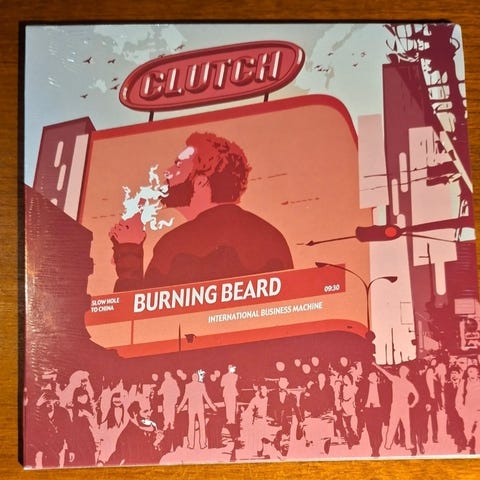 CLUTCH
SLOW HOLE
TO CHINA
BURNING BEARD
09:30
INTERNATIONAL BUSINESS MACHINE